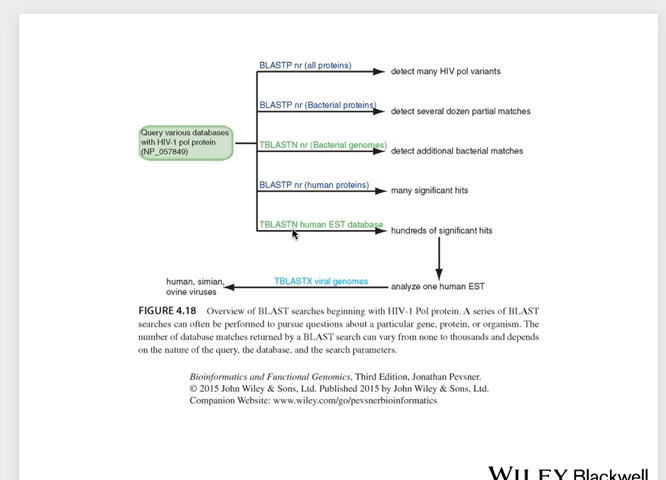 BLASTP nr (all proteins)
detect many HIV pol variants
BLASTP nr (Bacterial proteins)
detect several dozen partial matches
Query various databases
with HIV-1 pol protein
(NP_057849)
TBLASTN nr (Bacterial genomes)
detect additional bacterial matches
BLASTP nr (human proteins)
many significant hits
TBLASTN human EST database
hundreds of significant hits
human, simian,
ovine viruses
TBLASTX viral genomes
analyze one human EST
FIGURE 4.18 Overview of BLAST searches beginning with HIV-1 Pol protein. A series of BLAST
searches can often be performed to pursue questions about a particular gene, protein, or organism. The
number of database matches returned by a BLAST search can vary from none to thousands and depends
on the nature of the query, the database, and the search parameters.
Bioinformatics and Functional Genomics, Third Edition, Jonathan Pevsner.
© 2015 John Wiley & Sons, Ltd. Published 2015 by John Wiley & Sons, Ltd.
Companion Website: www.wiley.com/go/pevsnerbioinformatics
WILEY Blackwell